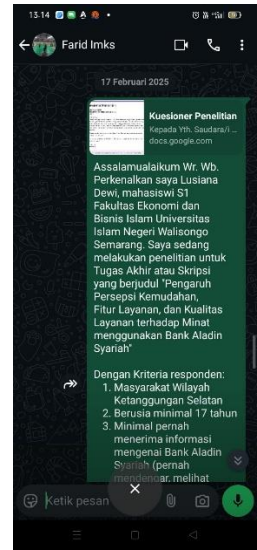 13.14
Farid Imks
17 Februari 2025
Kuesioner Penelitian
Kepada Yth. Saudara/i ...
docs.google.com
Assalamualaikum Wr. Wb.
Perkenalkan saya Lusiana
Dewi, mahasiswi S1
Fakultas Ekonomi dan
Bisnis Islam Universitas
Islam Negeri Walisongo
Semarang. Saya sedang
melakukan penelitian untuk
Tugas Akhir atau Skripsi
yang berjudul "Pengaruh
Persepsi Kemudahan,
Fitur Layanan, dan Kualitas
Layanan terhadap Minat
menggunakan Bank Aladin
Syariah"
Dengan Kriteria responden:
1. Masyarakat Wilayah
Ketanggungan Selatan
2. Berusia minimal 17 tahun
3. Minimal pernah
menerima informasi
mengenai Bank Aladin
Syariah (pernah
mendengar, melihat
Ketik pesan